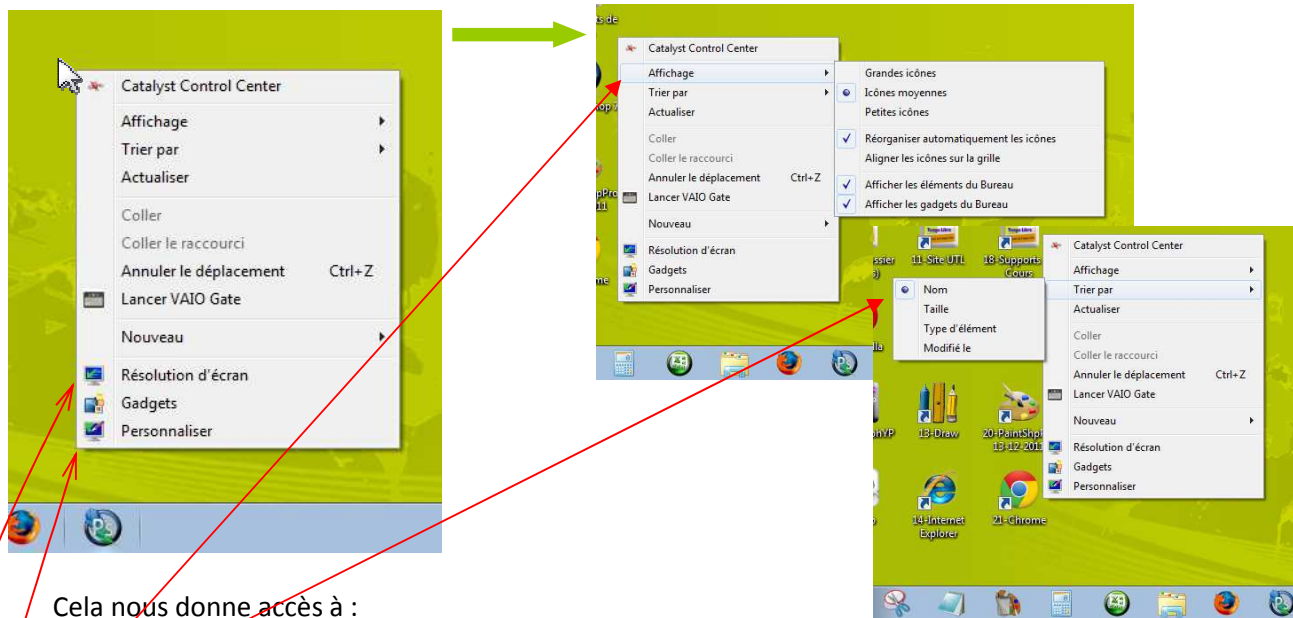 Catalyst Control Center
Affichage
Trier par
Actualiser
Coller
Coller le raccourci
Annuler le déplacement Ctrl+Z
Lancer VAIO Gate
Nouveau
Résolution d'écran
Gadgets
Personnaliser
ts de
Catalyst Control Center
Affichage
Trier par
Actualiser
Coller
Coller le raccourci
Annuler le déplacement Ctrl+Z
Lancer VAIO Gate
Nouveau
Résolution d'écran
Gadgets
Personnaliser
Grandes icônes
Icônes moyennes
Petites icônes
Réorganiser automatiquement les icônes
Aligner les icônes sur la grille
Afficher les éléments du Bureau
Afficher les gadgets du Bureau
11-Site UTL
18-Supports
Cours
Nom
Taille
Type d'élément
Modifié le
13-Draw
20-PaintShpl
14-Internet
Explorer
21-Chrome
Catalyst Control Center
Affichage
Trier par
Actualiser
Coller
Coller le raccourci
Annuler le déplacement Ctrl+Z
Lancer VAIO Gate
Nouveau
Résolution d'écran
Gadgets
Personnaliser
Cela nous donne accès à :